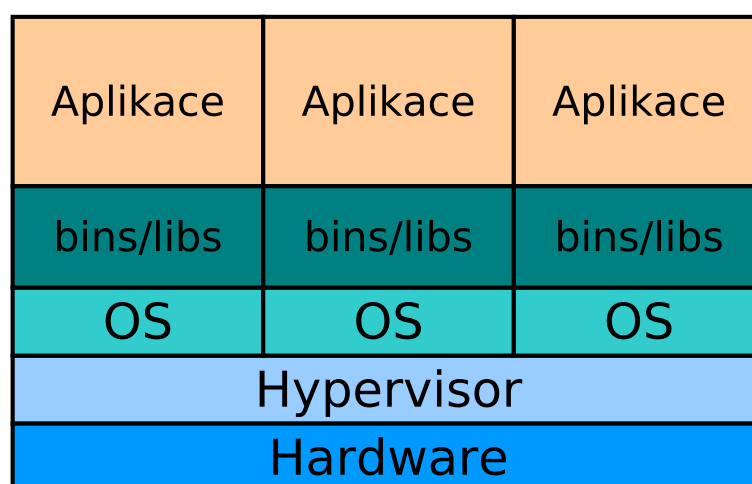 Aplikace Aplikace Aplikace
bins/libs bins/libs bins/libs
OS OS OS
Hypervisor
Hardware